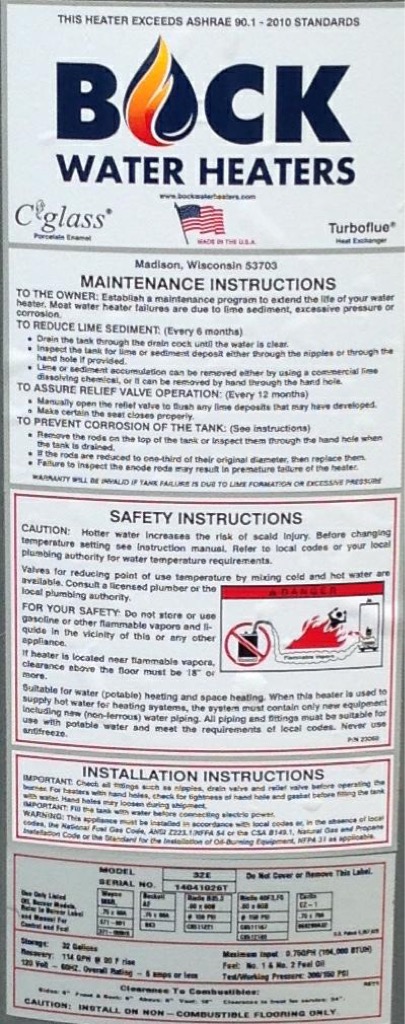 THIS HEATER EXCEEDS ASHRAE 90.1 - 2010 STANDARDS
BOCK
WATER HEATERS
www.bockwaterheaters.com
C glass®
Porcelain Enamel
MADE IN THE U.S.A.
Turboflue®
Heat Exchanger
Madison, Wisconsin 53703
MAINTENANCE INSTRUCTIONS
TO THE OWNER: Establish a maintenance program to extend the life of your water
heater. Most water heater failures are due to lime sediment, excessive pressure or
corrosion.
TO REDUCE LIME SEDIMENT: (Every 6 months)
• Drain the tank through the drain cock until the water is clear.
• Inspect the tank for lime or sediment deposit either through the nipples or through the
hand hole if provided.
• Lime or sediment accumulation can be removed either by using a commercial lime
dissolving chemical, or it can be removed by hand through the hand hole.
TO ASSURE RELIEF VALVE OPERATION: (Every 12 months)
• Manually open the relief valve to flush any lime deposits that may have developed.
• Make certain the seat closes properly.
TO PREVENT CORROSION OF THE TANK: (See instructions)
• Remove the rods on the top of the tank or inspect them through the hand hole when
the tank is drained.
• If the rods are reduced to one-third of their original diameter, then replace them.
• Failure to inspect the anode rods may result in premature failure of the heater.
WARRANTY WILL BE INVALID IF TANK FAILURE IS DUE TO LIME FORMATION OR EXCESSIVE PRESSURE
SAFETY INSTRUCTIONS
CAUTION: Hotter water increases the risk of scald injury. Before changing
temperature setting see instruction manual. Refer to local codes or your local
plumbing authority for water temperature requirements.
Valves for reducing point of use temperature by mixing cold and hot water are
available. Consult a licensed plumber or the
local plumbing authority.
FOR YOUR SAFETY: Do not store or use
gasoline or other flammable vapors and li-
quids in the vicinity of this or any other
appliance.
If heater is located near flammable vapors,
clearance above the floor must be 18" or
more.
DANGER
Flammable Vapors
Suitable for water (potable) heating and space heating. When this heater is used to
supply hot water for heating systems, the system must contain only new equipment
including new (non-ferrous) water piping. All piping and fittings must be suitable for
use with potable water and meet the requirements of local codes. Never use
antifreeze.
INSTALLATION INSTRUCTIONS
IMPORTANT: Check all fittings such as nipples, drain valve and relief valve before operating the
burner. For heaters with hand holes, check for tightness of hand hole and gasket before filling the tank
with water. Hand holes may loosen during shipment.
IMPORTANT: Fill the tank with water before connecting electric power.
WARNING: This appliance must be installed in accordance with local codes or, in the absence of local
codes, the National Fuel Gas Code, ANSI Z223.1/NFPA 54 or the CSA B149.1, Natural Gas and Propane
Installation Code or the Standard for the Installation of Oil-Burning Equipment, NFPA 31 as applicable.
MODEL 32E Do Not Cover or Remove This Label.
SERIAL NO. 14041026T
Use Only Listed
Oil Burner Models.
Refer to Burner Label
and Manual For
Storage: 32 Gallons
Recovery: 114 GPH @ 90 F rise
120 Volt - 60HZ. Overall Rating - 6 amps or less
Maximum Input 0.75GPH (104,000 BTUH)
Fuel: No. 1 & No. 2 Fuel Oil
Test/Working Pressure: 300/150 PSI
Clearance To Combustibles:
CAUTION: INSTALL ON NON - COMBUSTIBLE FLOORING ONLY.